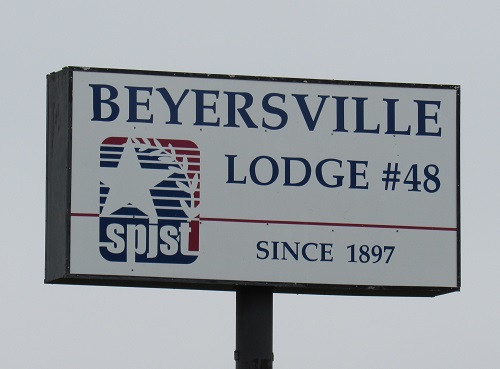 BEYERSVILLE
LODGE #48
spjst
SINCE 1897